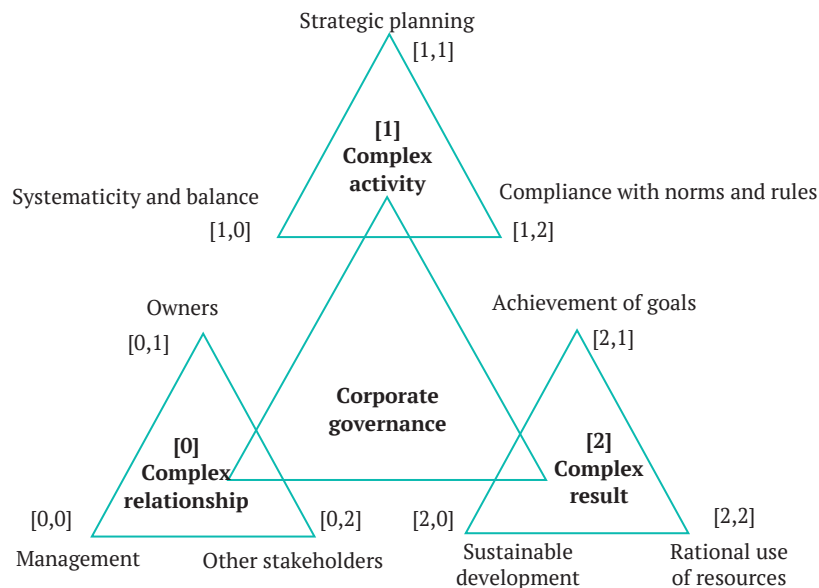 Strategic planning
[1,1]
[1]
Complex
activity
Systematicity and balance
[1,0]
Compliance with norms and rules
[1,2]
Owners
[0,1]
Achievement of goals
[2,1]
Corporate
governance
[0]
Complex
relationship
[2]
Complex
result
[0,0]
Management
[0,2]
Other stakeholders
[2,0]
Sustainable
development
[2,2]
Rational use
of resources